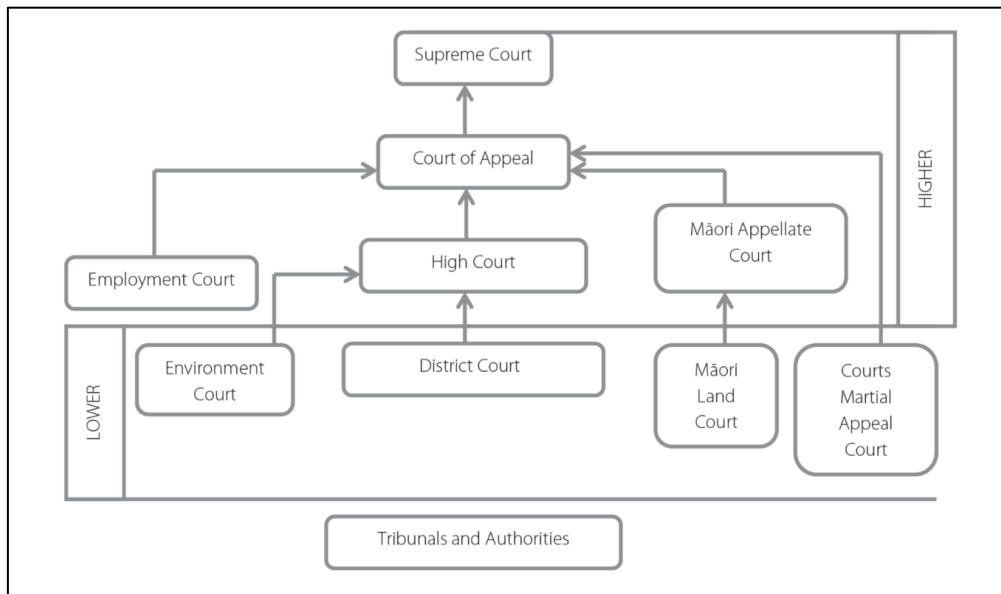 Supreme Court
Court of Appeal
HIGHER
Māori Appellate
Court
High Court
Employment Court
LOWER
Environment
Court
District Court
Māori
Land
Court
Courts
Martial
Appeal
Court
Tribunals and Authorities